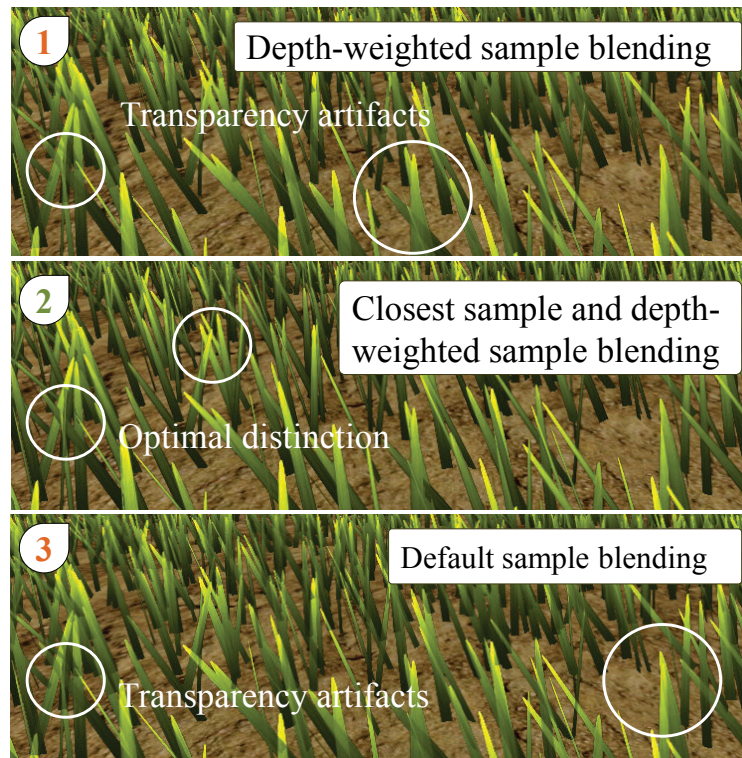 1
Depth-weighted sample blending
Transparency artifacts
2
Closest sample and depth-
weighted sample blending
Optimal distinction
3
Default sample blending
Transparency artifacts